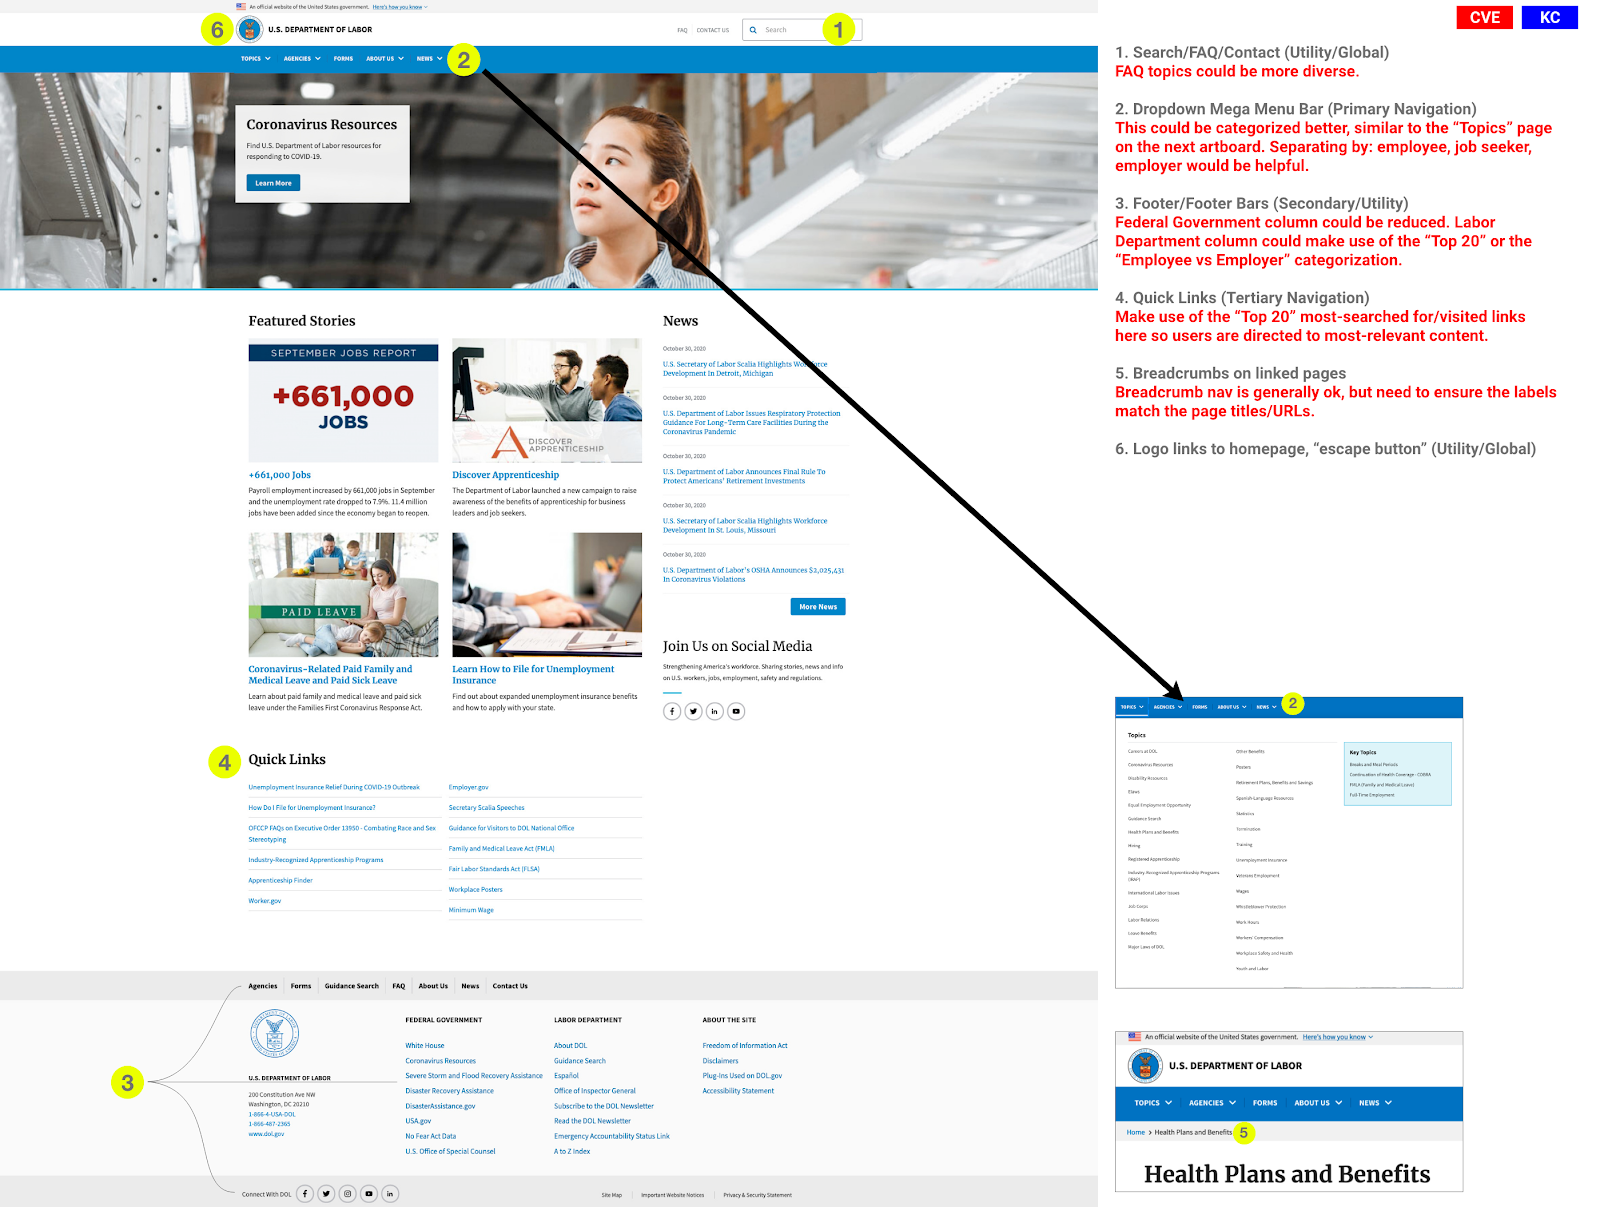 An official website of the United States government. Here's how you know
6
U.S. DEPARTMENT OF LABOR
FAQ CONTACT US
Search
1
TOPICS AGENCIES FORMS ABOUT US NEWS
2
Coronavirus Resources
Find U.S. Department of Labor resources for
responding to COVID-19.
Learn More
Featured Stories
SEPTEMBER JOBS REPORT
+661,000
JOBS
+661,000 Jobs
Payroll employment increased by 661,000 jobs in September
and the unemployment rate dropped to 7.9%. 11.4 million
jobs have been added since the economy began to reopen.
DISCOVER
APPRENTICESHIP
Discover Apprenticeship
The Department of Labor launched a new campaign to raise
awareness of the benefits of apprenticeship for business
leaders and job seekers.
PAID LEAVE
Coronavirus-Related Paid Family and
Medical Leave and Paid Sick Leave
Learn about paid family and medical leave and paid sick
leave under the Families First Coronavirus Response Act.
Learn How to File for Unemployment
Insurance
Find out about expanded unemployment insurance benefits
and how to apply with your state.
News
October 30, 2020
U.S. Secretary of Labor Scalia Highlights Workforce
Development In Detroit, Michigan
October 30, 2020
U.S. Department of Labor Issues Respiratory Protection
Guidance For Long-Term Care Facilities During the
Coronavirus Pandemic
October 30, 2020
U.S. Department of Labor Announces Final Rule To
Protect Americans' Retirement Investments
October 30, 2020
U.S. Secretary of Labor Scalia Highlights Workforce
Development In St. Louis, Missouri
October 30, 2020
U.S. Department of Labor's OSHA Announces $2,025,431
In Coronavirus Violations
More News
Join Us on Social Media
Strengthening America's workforce. Sharing stories, news and info
on U.S. workers, jobs, employment, safety and regulations.
4
Quick Links
Unemployment Insurance Relief During COVID-19 Outbreak
How Do I File for Unemployment Insurance?
OFCCP FAQs on Executive Order 13950 - Combating Race and Sex
Stereotyping
Industry-Recognized Apprenticeship Programs
Apprenticeship Finder
Worker.gov
Employer.gov
Secretary Scalia Speeches
Guidance for Visitors to DOL National Office
Family and Medical Leave Act (FMLA)
Fair Labor Standards Act (FLSA)
Workplace Posters
Minimum Wage
Agencies Forms Guidance Search FAQ About Us News Contact Us
3
U.S. DEPARTMENT OF LABOR
200 Constitution Ave NW
Washington, DC 20210
1-866-4-USA-DOL
1-866-487-2365
www.dol.gov
FEDERAL GOVERNMENT
White House
Coronavirus Resources
Severe Storm and Flood Recovery Assistance
Disaster Recovery Assistance
DisasterAssistance.gov
USA.gov
No Fear Act Data
U.S. Office of Special Counsel
LABOR DEPARTMENT
About DOL
Guidance Search
Español
Office of Inspector General
Subscribe to the DOL Newsletter
Read the DOL Newsletter
Emergency Accountability Status Link
A to Z Index
ABOUT THE SITE
Freedom of Information Act
Disclaimers
Plug-Ins Used on DOL.gov
Accessibility Statement
Connect With DOL
Site Map Important Website Notices Privacy & Security Statement
CVE KC
1. Search/FAQ/Contact (Utility/Global)
FAQ topics could be more diverse.
2. Dropdown Mega Menu Bar (Primary Navigation)
This could be categorized better, similar to the “Topics” page
on the next artboard. Separating by: employee, job seeker,
employer would be helpful.
3. Footer/Footer Bars (Secondary/Utility)
Federal Government column could be reduced. Labor
Department column could make use of the “Top 20” or the
“Employee vs Employer” categorization.
4. Quick Links (Tertiary Navigation)
Make use of the “Top 20” most-searched for/visited links
here so users are directed to most-relevant content.
5. Breadcrumbs on linked pages
Breadcrumb nav is generally ok, but need to ensure the labels
match the page titles/URLs.
6. Logo links to homepage, “escape button” (Utility/Global)
TOPICS AGENCIES FORMS ABOUT US NEWS
2
Topics
Careers at DOL
Coronavirus Resources
Disability Resources
Elaws
Equal Employment Opportunity
Guidance Search
Health Plans and Benefits
Hiring
Registered Apprenticeship
Industry-Recognized Apprenticeship Programs
(IRAP)
International Labor Issues
Job Corps
Labor Relations
Leave Benefits
Major Laws of DOL
Other Benefits
Posters
Retirement Plans, Benefits and Savings
Spanish-Language Resources
Statistics
Termination
Training
Unemployment Insurance
Veterans Employment
Wages
Whistleblower Protection
Work Hours
Workers' Compensation
Workplace Safety and Health
Youth and Labor
Key Topics
Breaks and Meal Periods
Continuation of Health Coverage - COBRA
FMLA (Family and Medical Leave)
Full-Time Employment
An official website of the United States government. Here's how you know
U.S. DEPARTMENT OF LABOR
TOPICS AGENCIES FORMS ABOUT US NEWS
Home > Health Plans and Benefits
5
Health Plans and Benefits